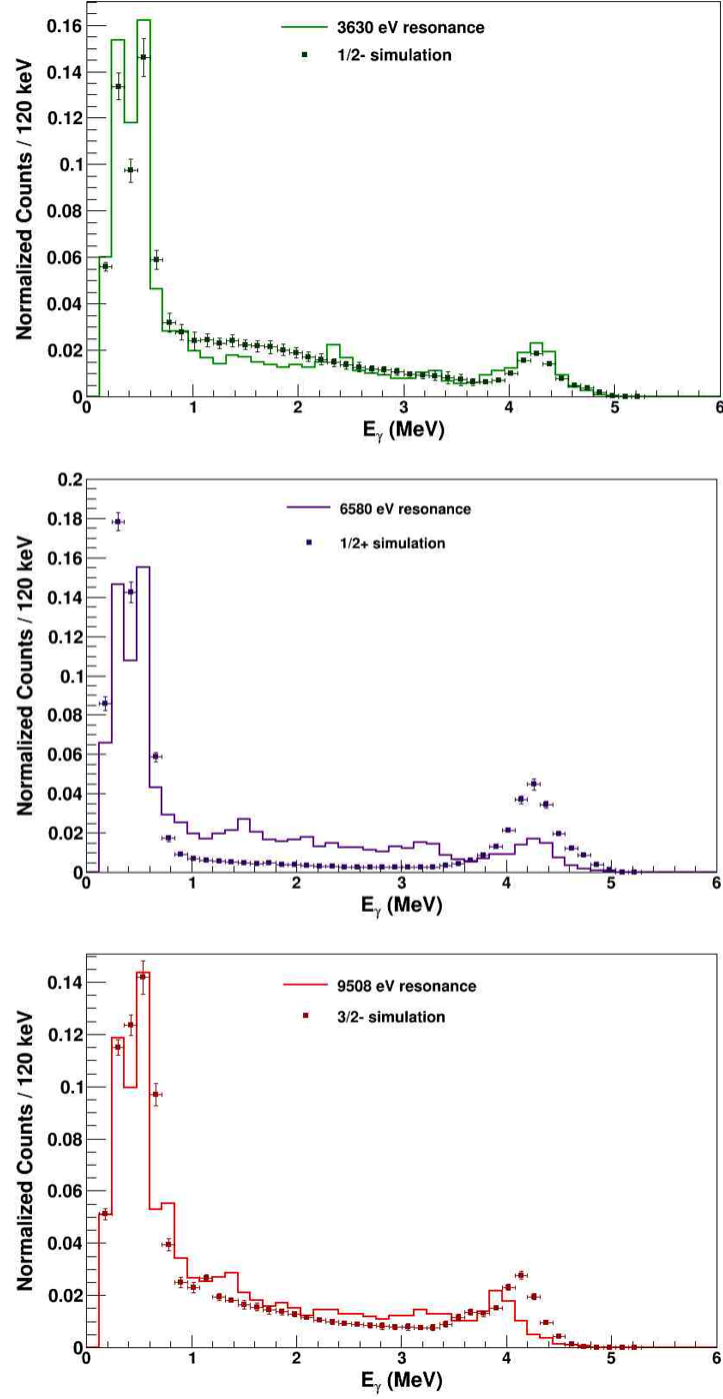 Normalized Counts / 120 keV
0.16
0.14
0.12
0.1
0.08
0.06
0.04
0.02
0
3630 eV resonance
1/2- simulation
0 1 2 3 4 5 6
Eγ (MeV)
Normalized Counts / 120 keV
0.2
0.18
0.16
0.14
0.12
0.1
0.08
0.06
0.04
0.02
0
6580 eV resonance
1/2+ simulation
0 1 2 3 4 5 6
Eγ (MeV)
Normalized Counts / 120 keV
0.14
0.12
0.1
0.08
0.06
0.04
0.02
0
9508 eV resonance
3/2- simulation
0 1 2 3 4 5 6
Eγ (MeV)